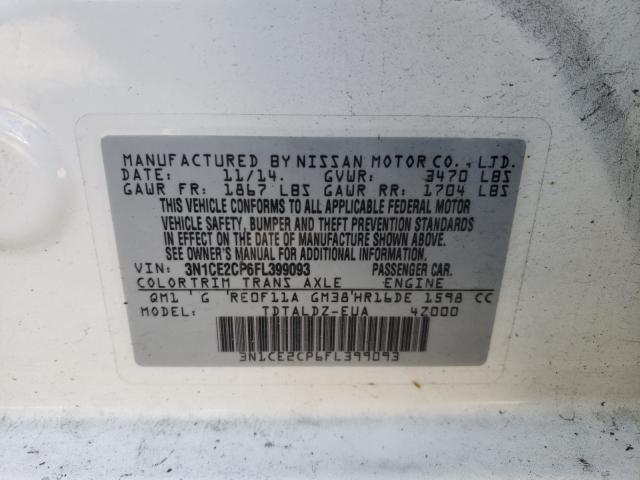 MANUFACTURED BY NISSAN MOTOR CO., LTD.
DATE: 11/14. GVWR: 3470 LBS
GAWR FR: 1867 LBS GAWR RR: 1704 LBS
THIS VEHICLE CONFORMS TO ALL APPLICABLE FEDERAL MOTOR
VEHICLE SAFETY, BUMPER AND THEFT PREVENTION STANDARDS
IN EFFECT ON THE DATE OF MANUFACTURE SHOWN ABOVE.
SEE OWNER'S MANUAL FOR ADDITIONAL INFORMATION.
VIN: 3N1CE2CP6FL399093 PASSENGER CAR.
COLOR TRIM TRANS AXLE ENGINE
QM1 G RE0F11A GM38 HR16DE 1598 CC
MODEL: TDTALDZ-EUA 4Z000
3N1CE2CP6FL399093